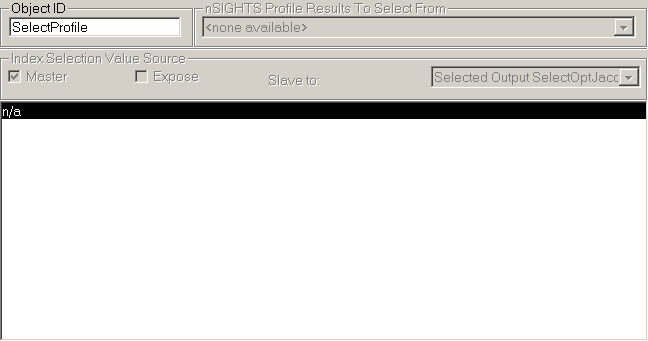 Object ID
nSIGHTS Profile Results To Select From
SelectProfile
<none available>
Index Selection Value Source
Master
Expose
Slave to:
Selected Output SelectOptJacc
n/a